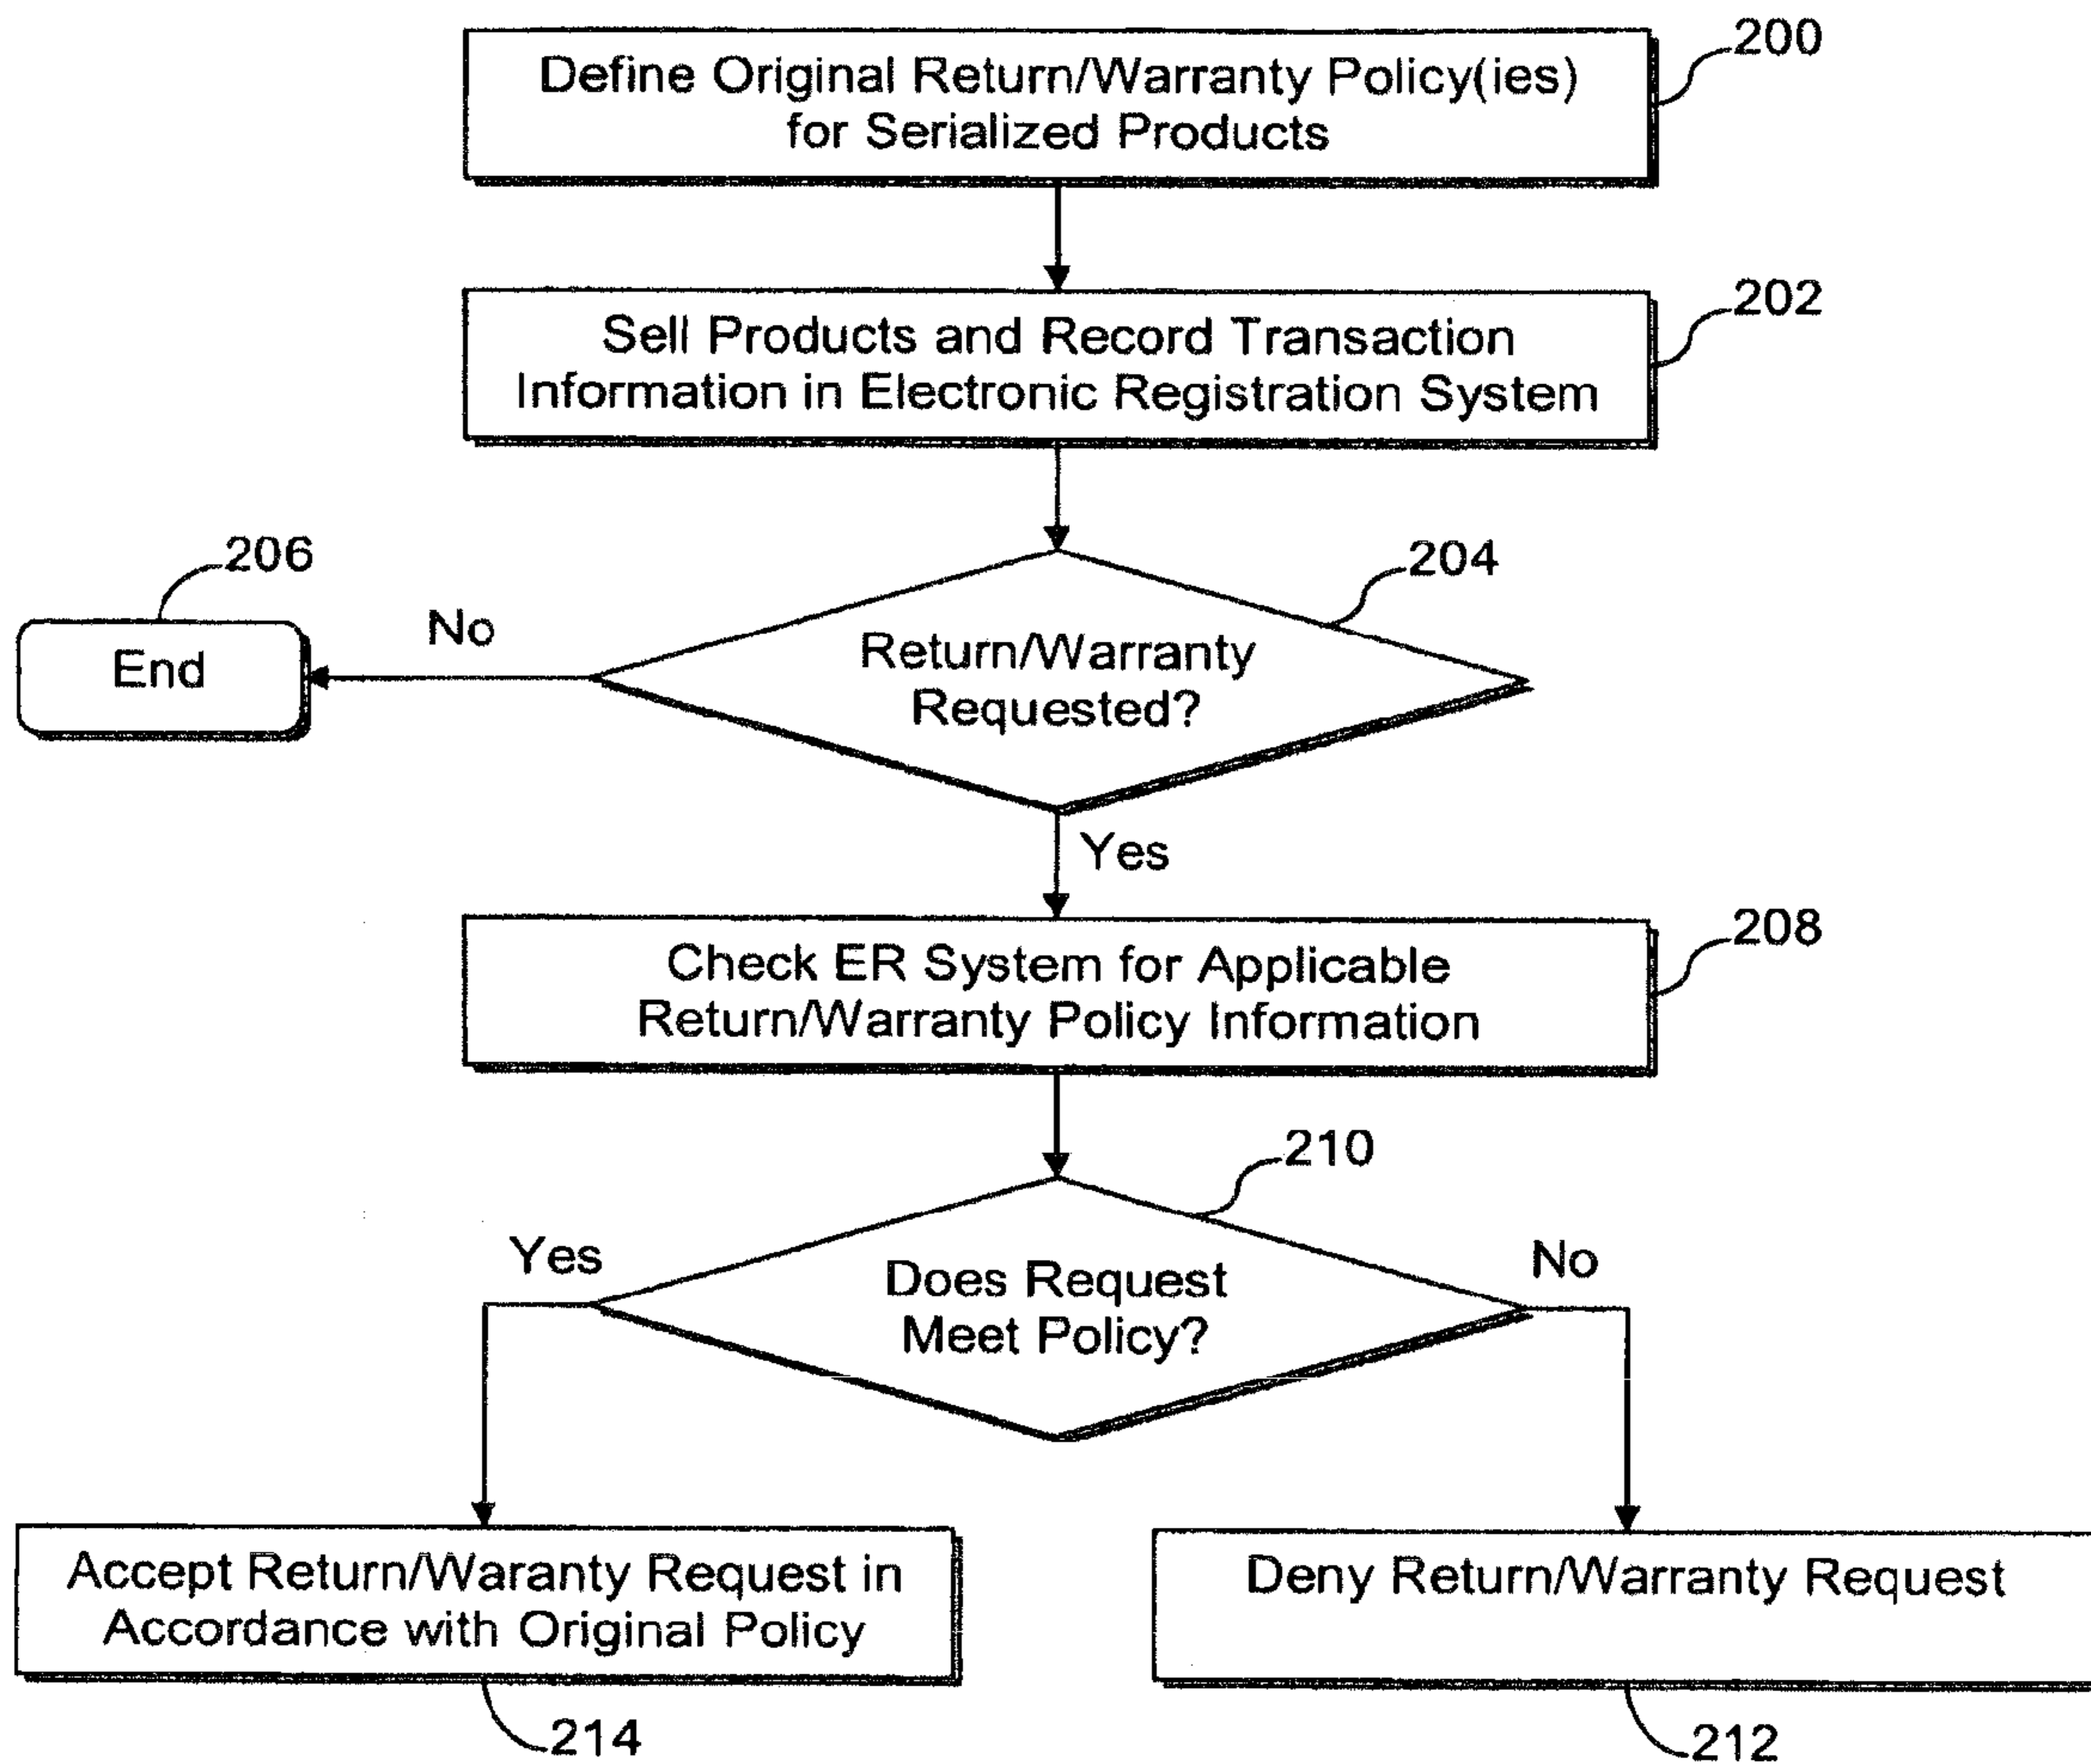 200
Define Original Return/Warranty Policy(ies)
for Serialized Products
202
Sell Products and Record Transaction
Information in Electronic Registration System
206
204
No
End
Return/Warranty
Requested?
Yes
208
Check ER System for Applicable
Return/Warranty Policy Information
210
Yes
No
Does Request
Meet Policy?
Accept Return/Waranty Request in
Accordance with Original Policy
Deny Return/Warranty Request
214
212